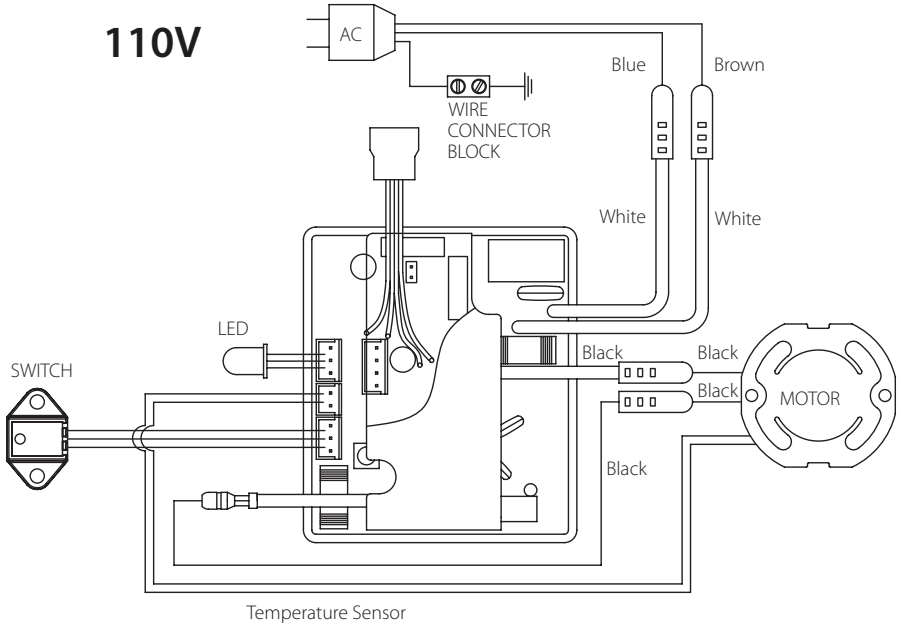 110V
AC
Blue
Brown
WIRE
CONNECTOR
BLOCK
White
White
LED
SWITCH
Black
Black
Black
MOTOR
Black
Temperature Sensor